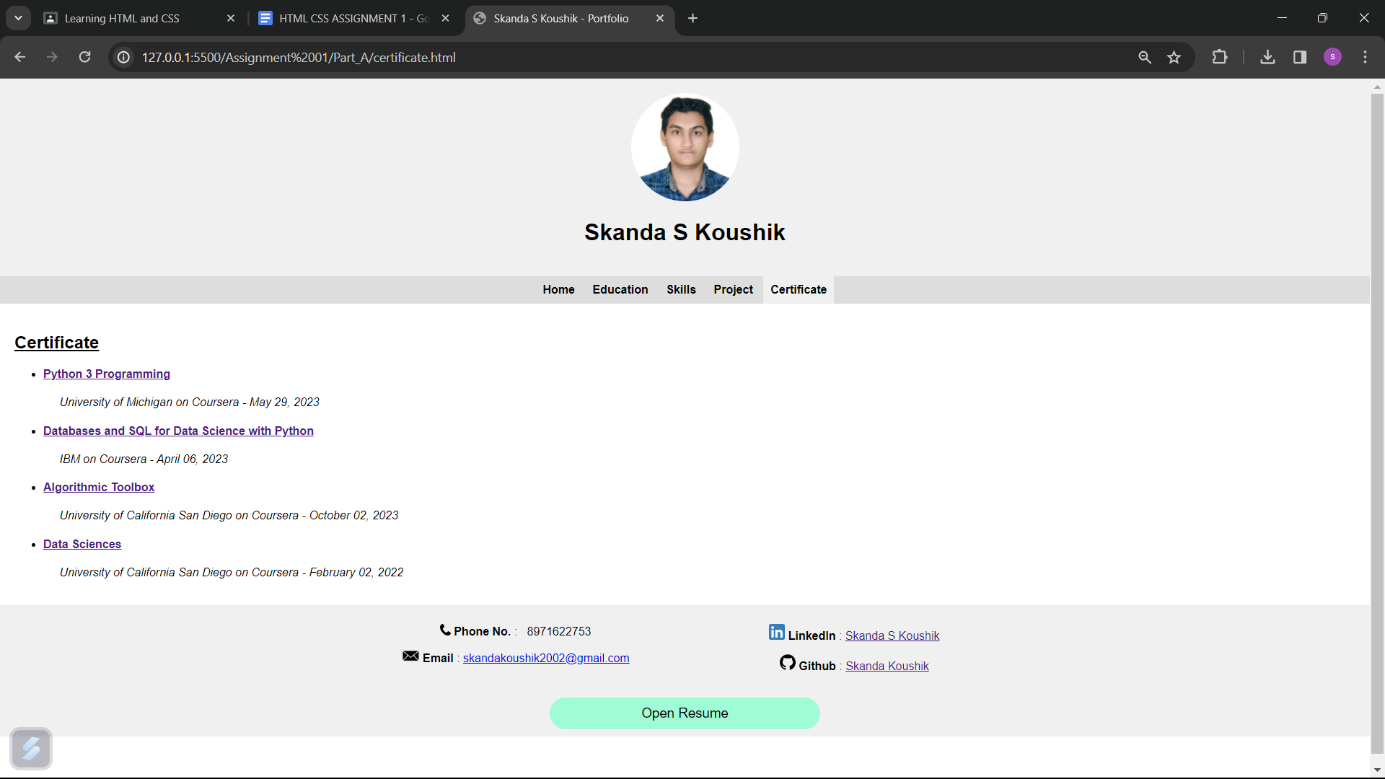 Learning HTML and CSS
HTML CSS ASSIGNMENT 1 - Go
Skanda S Koushik - Portfolio
127.0.0.1:5500/Assignment%2001/Part_A/certificate.html
S
Skanda S Koushik
Home Education Skills Project Certificate
Certificate
• Python 3 Programming
University of Michigan on Coursera - May 29, 2023
• Databases and SQL for Data Science with Python
IBM on Coursera - April 06, 2023
• Algorithmic Toolbox
University of California San Diego on Coursera - October 02, 2023
• Data Sciences
University of California San Diego on Coursera - February 02, 2022
Phone No. : 8971622753
Email : skandakoushik2002@gmail.com
in LinkedIn : Skanda S Koushik
Github : Skanda Koushik
Open Resume